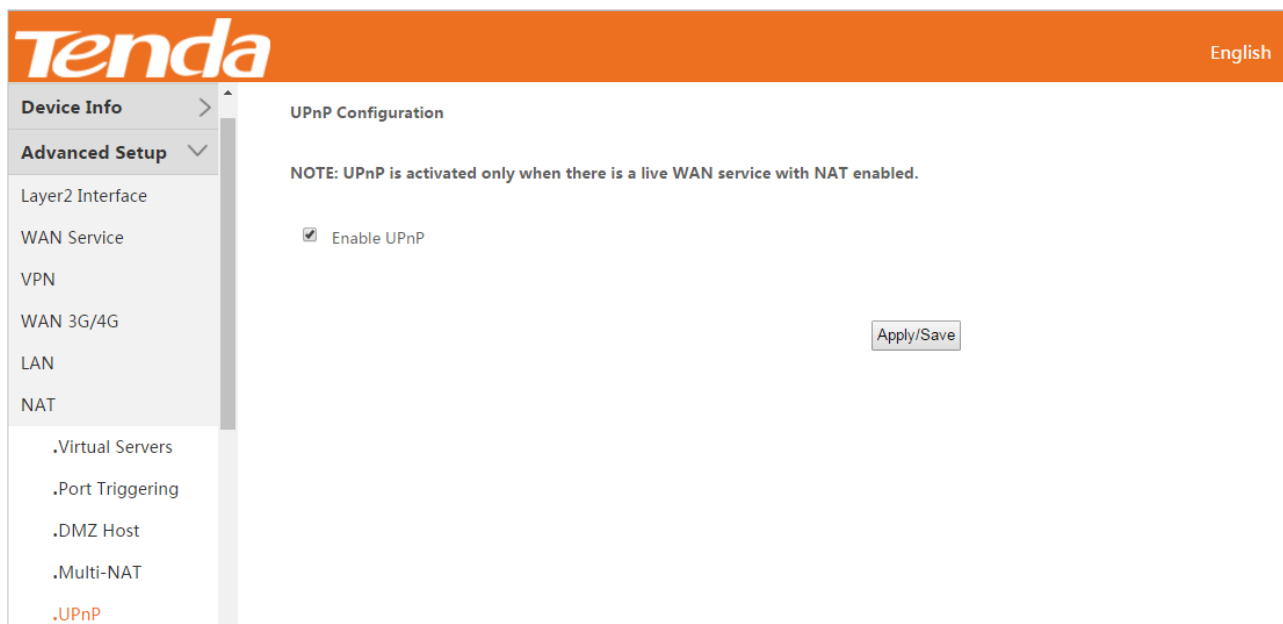 Tenda
English
Device Info
Advanced Setup
Layer2 Interface
WAN Service
VPN
WAN 3G/4G
LAN
NAT
.Virtual Servers
.Port Triggering
.DMZ Host
.Multi-NAT
.UPnP
UPnP Configuration
NOTE: UPnP is activated only when there is a live WAN service with NAT enabled.
Enable UPnP
Apply/Save